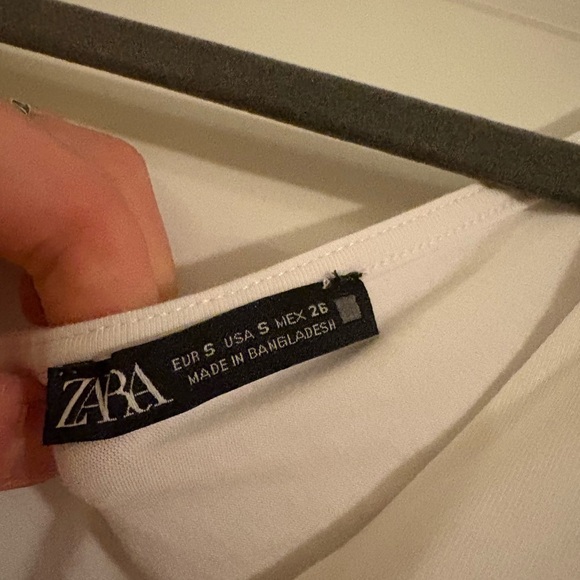 ZARA
EUR S USA S MEX 26
MADE IN BANGLADESH